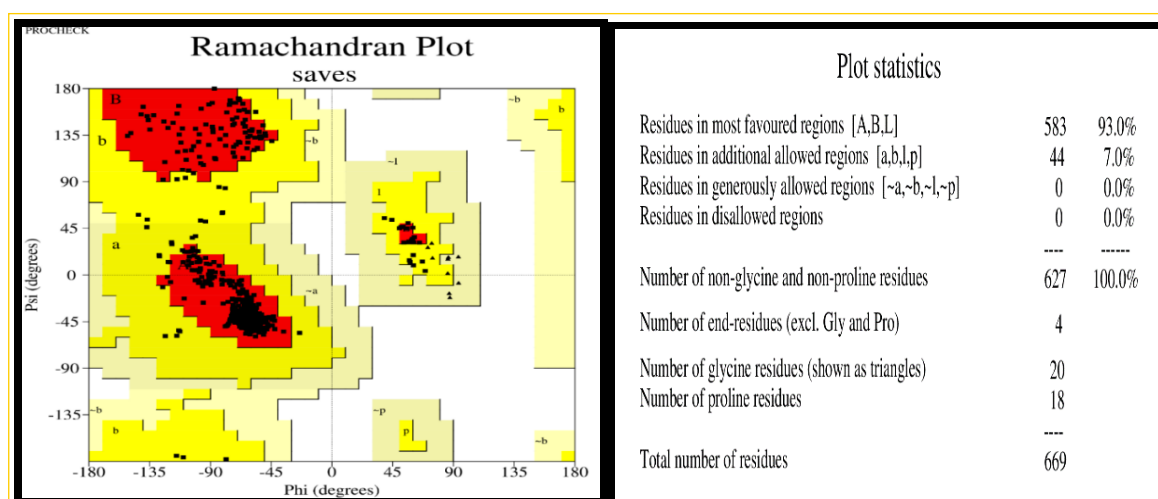 PROCHECK
Ramachandran Plot
saves
B
b
~b
~b
b
~l
l
a
~a
~b
b
~p
p
~b
180
135
90
45
0
-45
-90
-135
-180 -135 -90 -45 0 45 90 135 180
Psi (degrees)
Phi (degrees)
Plot statistics
Residues in most favoured regions [A,B,L] 583 93.0%
Residues in additional allowed regions [a,b,l,p] 44 7.0%
Residues in generously allowed regions [~a,~b,~l,~p] 0 0.0%
Residues in disallowed regions 0 0.0%
---- ------
Number of non-glycine and non-proline residues 627 100.0%
Number of end-residues (excl. Gly and Pro) 4
Number of glycine residues (shown as triangles) 20
Number of proline residues 18
----
Total number of residues 669